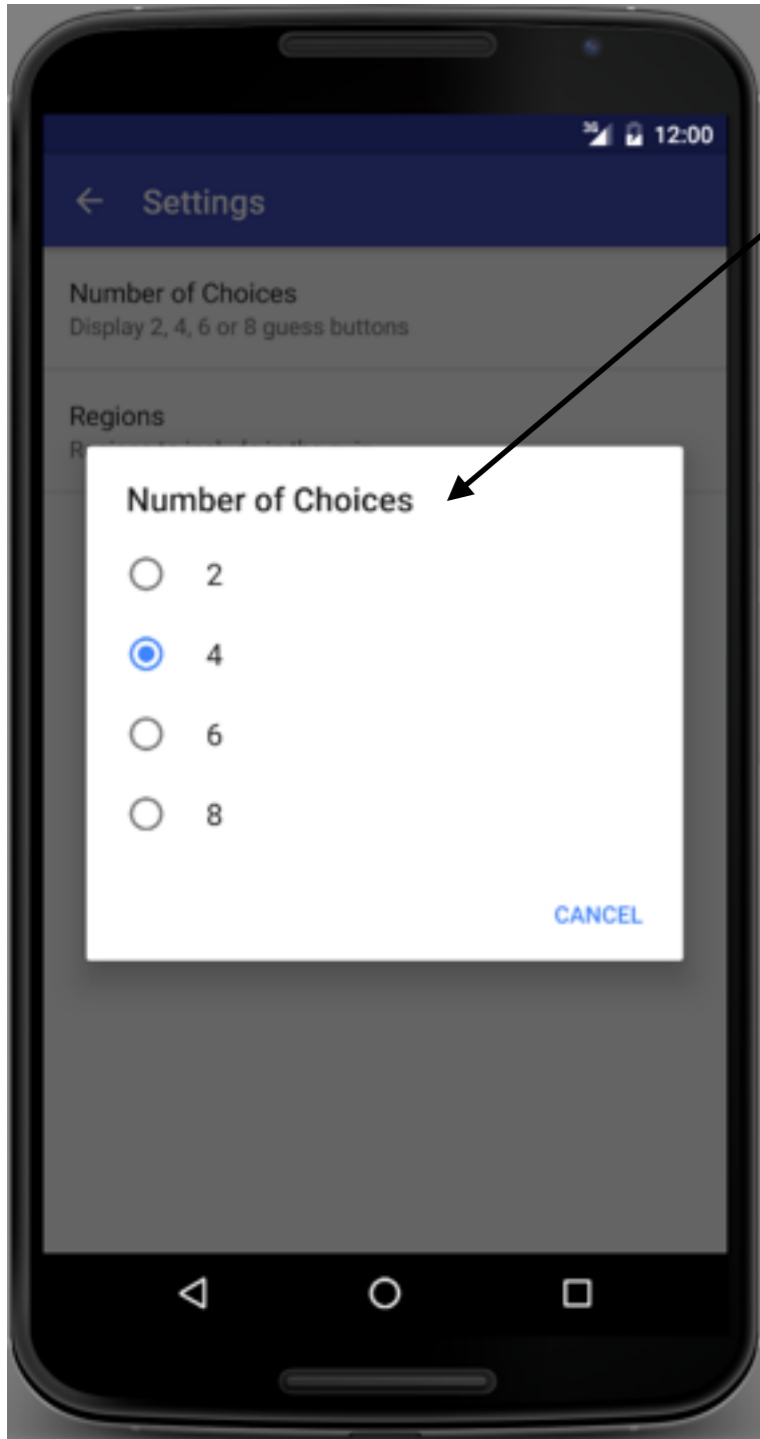 3G 12:00
Settings
Number of Choices
Display 2, 4, 6 or 8 guess buttons
Regions
Number of Choices
2
4
6
8
CANCEL